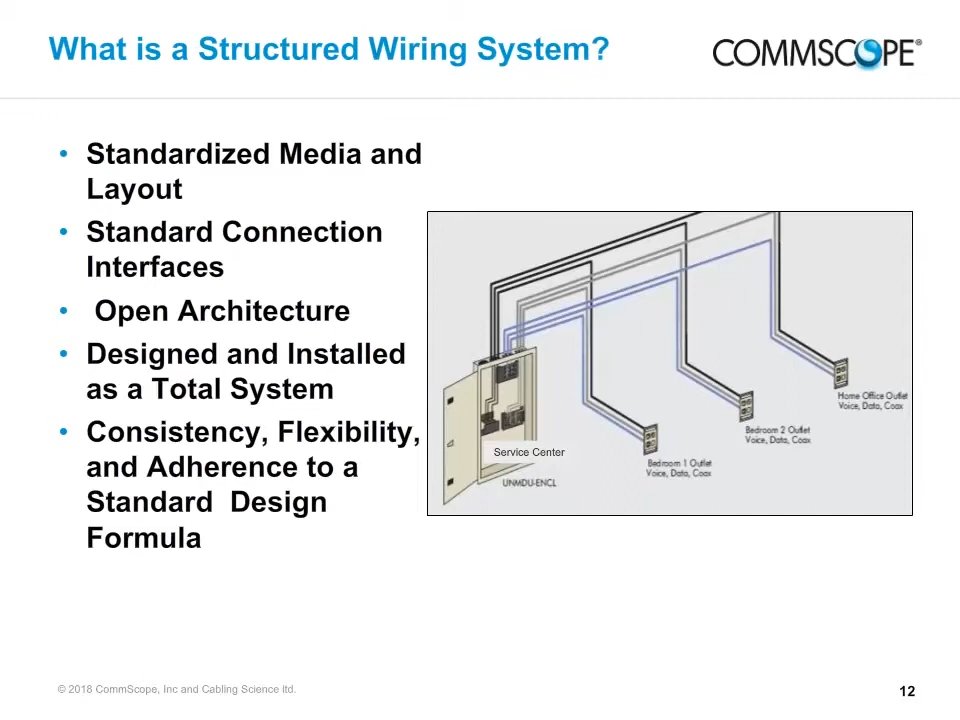 What is a Structured Wiring System?
COMMSCOPE®
• Standardized Media and
Layout
• Standard Connection
Interfaces
• Open Architecture
• Designed and Installed
as a Total System
• Consistency, Flexibility,
and Adherence to a
Standard Design
Formula
Home Office Outlet
Voice, Data, Coax
Bedroom 2 Outlet
Voice, Data, Coax
Service Center
Bedroom 1 Outlet
Voice, Data, Coax
UNMDU-ENCL
© 2018 CommScope, Inc and Cabling Science ltd.
12